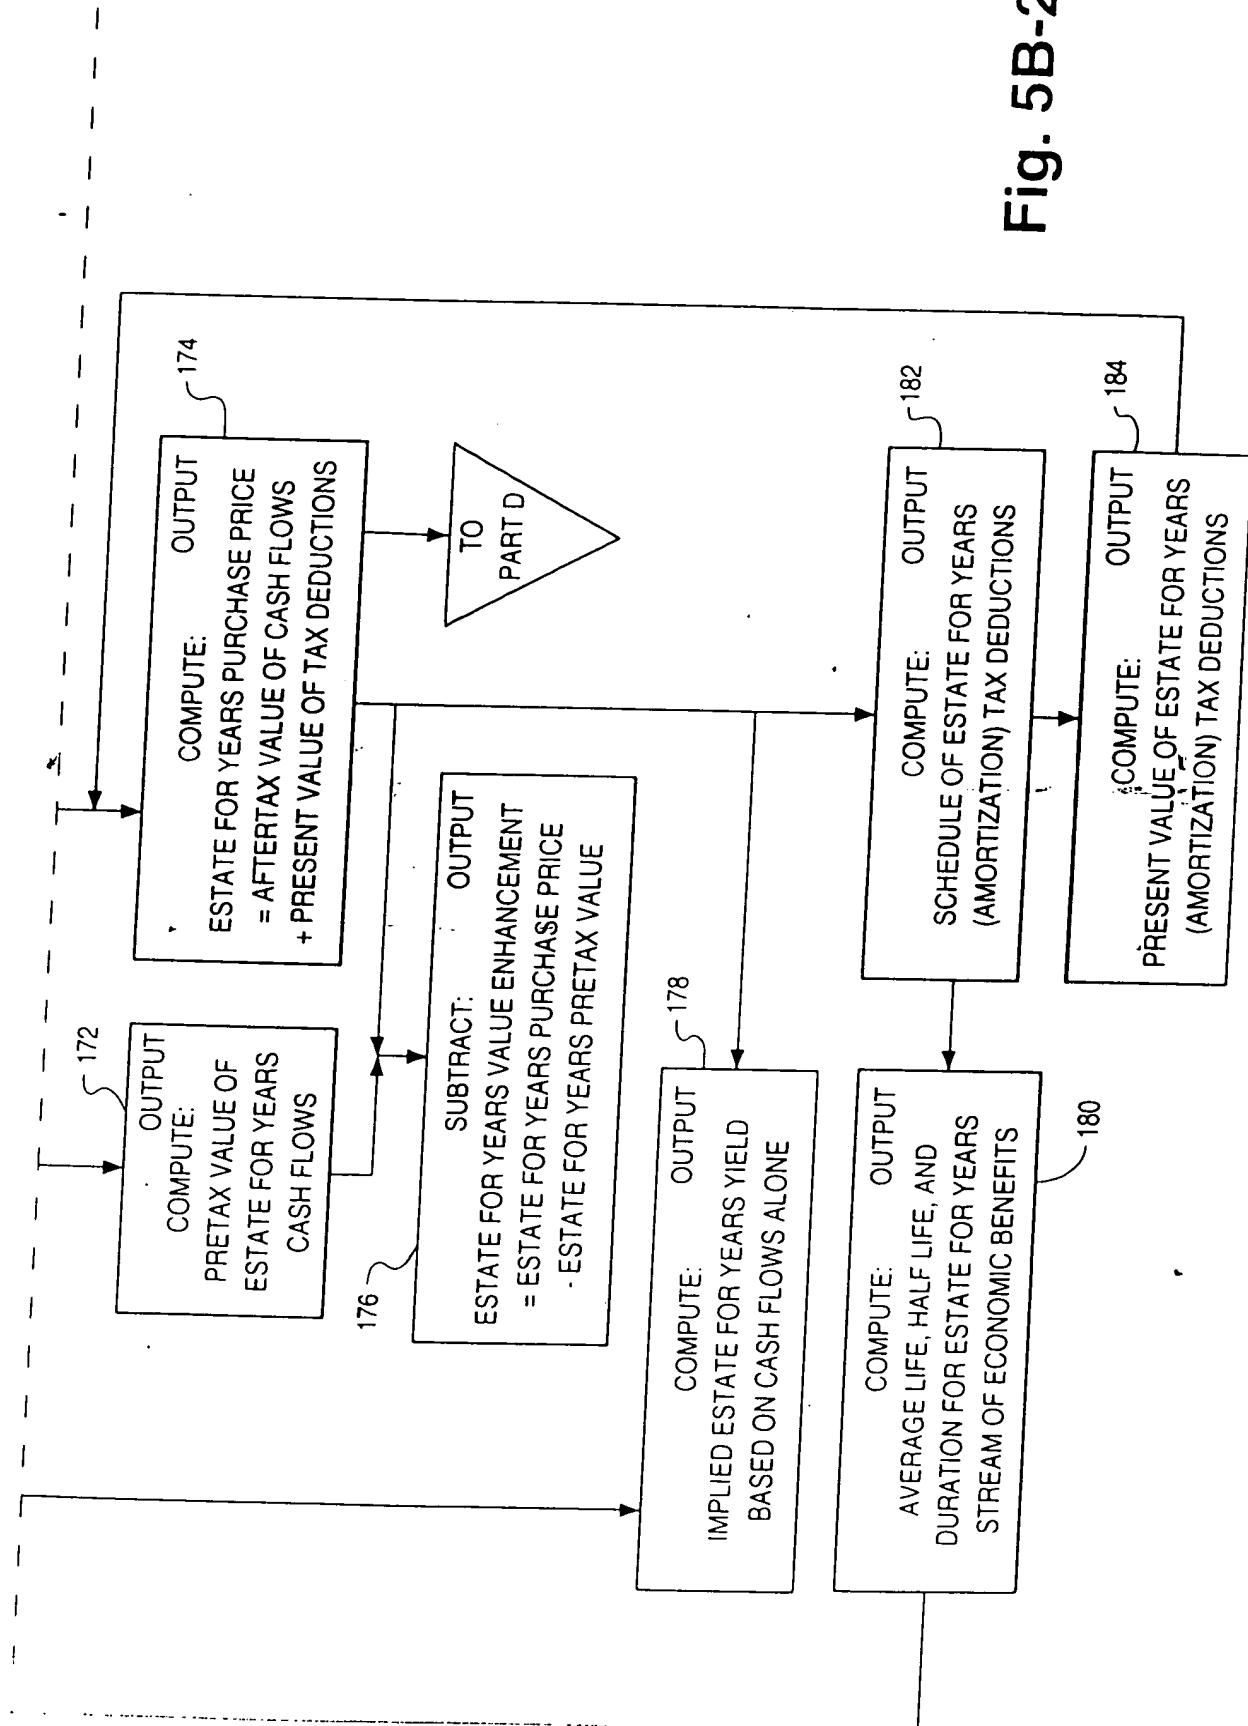 172
OUTPUT
COMPUTE:
PRETAX VALUE OF
ESTATE FOR YEARS
CASH FLOWS
174
COMPUTE: OUTPUT
ESTATE FOR YEARS PURCHASE PRICE
= AFTERTAX VALUE OF CASH FLOWS
+ PRESENT VALUE OF TAX DEDUCTIONS
TO
PART D
176
SUBTRACT: OUTPUT
ESTATE FOR YEARS VALUE ENHANCEMENT
= ESTATE FOR YEARS PURCHASE PRICE
- ESTATE FOR YEARS PRETAX VALUE
178
COMPUTE: OUTPUT
IMPLIED ESTATE FOR YEARS YIELD
BASED ON CASH FLOWS ALONE
180
COMPUTE: OUTPUT
AVERAGE LIFE, HALF LIFE, AND
DURATION FOR ESTATE FOR YEARS
STREAM OF ECONOMIC BENEFITS
182
COMPUTE: OUTPUT
SCHEDULE OF ESTATE FOR YEARS
(AMORTIZATION) TAX DEDUCTIONS
184
COMPUTE: OUTPUT
PRESENT VALUE OF ESTATE FOR YEARS
(AMORTIZATION) TAX DEDUCTIONS
Fig. 5B-2